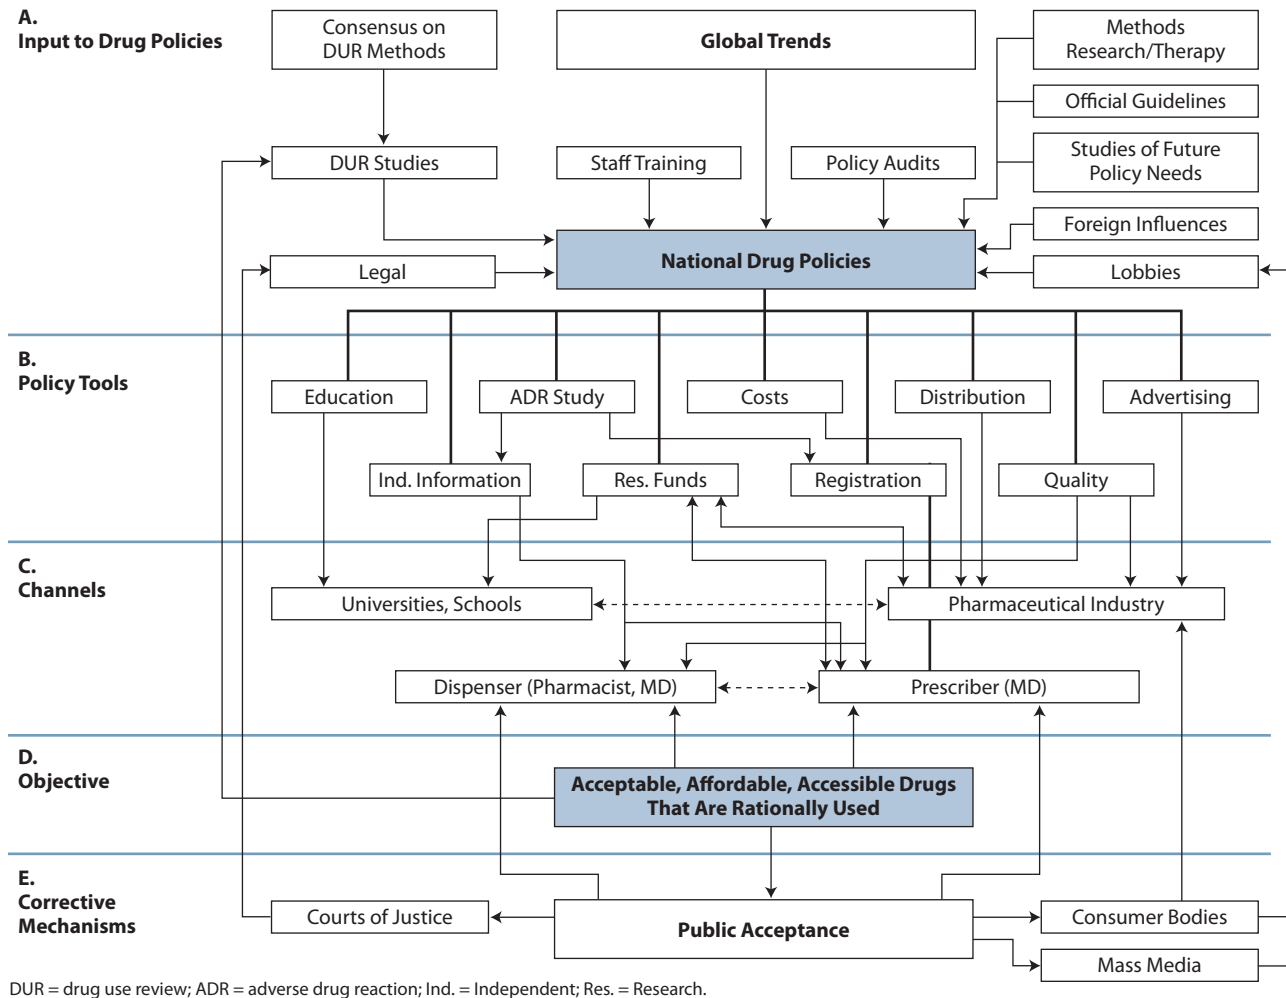 A.
Input to Drug Policies
Consensus on
DUR Methods
Global Trends
Methods
Research/Therapy
Official Guidelines
DUR Studies
Staff Training
Policy Audits
Studies of Future
Policy Needs
Foreign Influences
National Drug Policies
Legal
Lobbies
B.
Policy Tools
Education
ADR Study
Costs
Distribution
Advertising
Ind. Information
Res. Funds
Registration
Quality
C.
Channels
Universities, Schools
Pharmaceutical Industry
Dispenser (Pharmacist, MD)
Prescriber (MD)
D.
Objective
Acceptable, Affordable, Accessible Drugs
That Are Rationally Used
E.
Corrective
Mechanisms
Courts of Justice
Public Acceptance
Consumer Bodies
Mass Media
DUR = drug use review; ADR = adverse drug reaction; Ind. = Independent; Res. = Research.